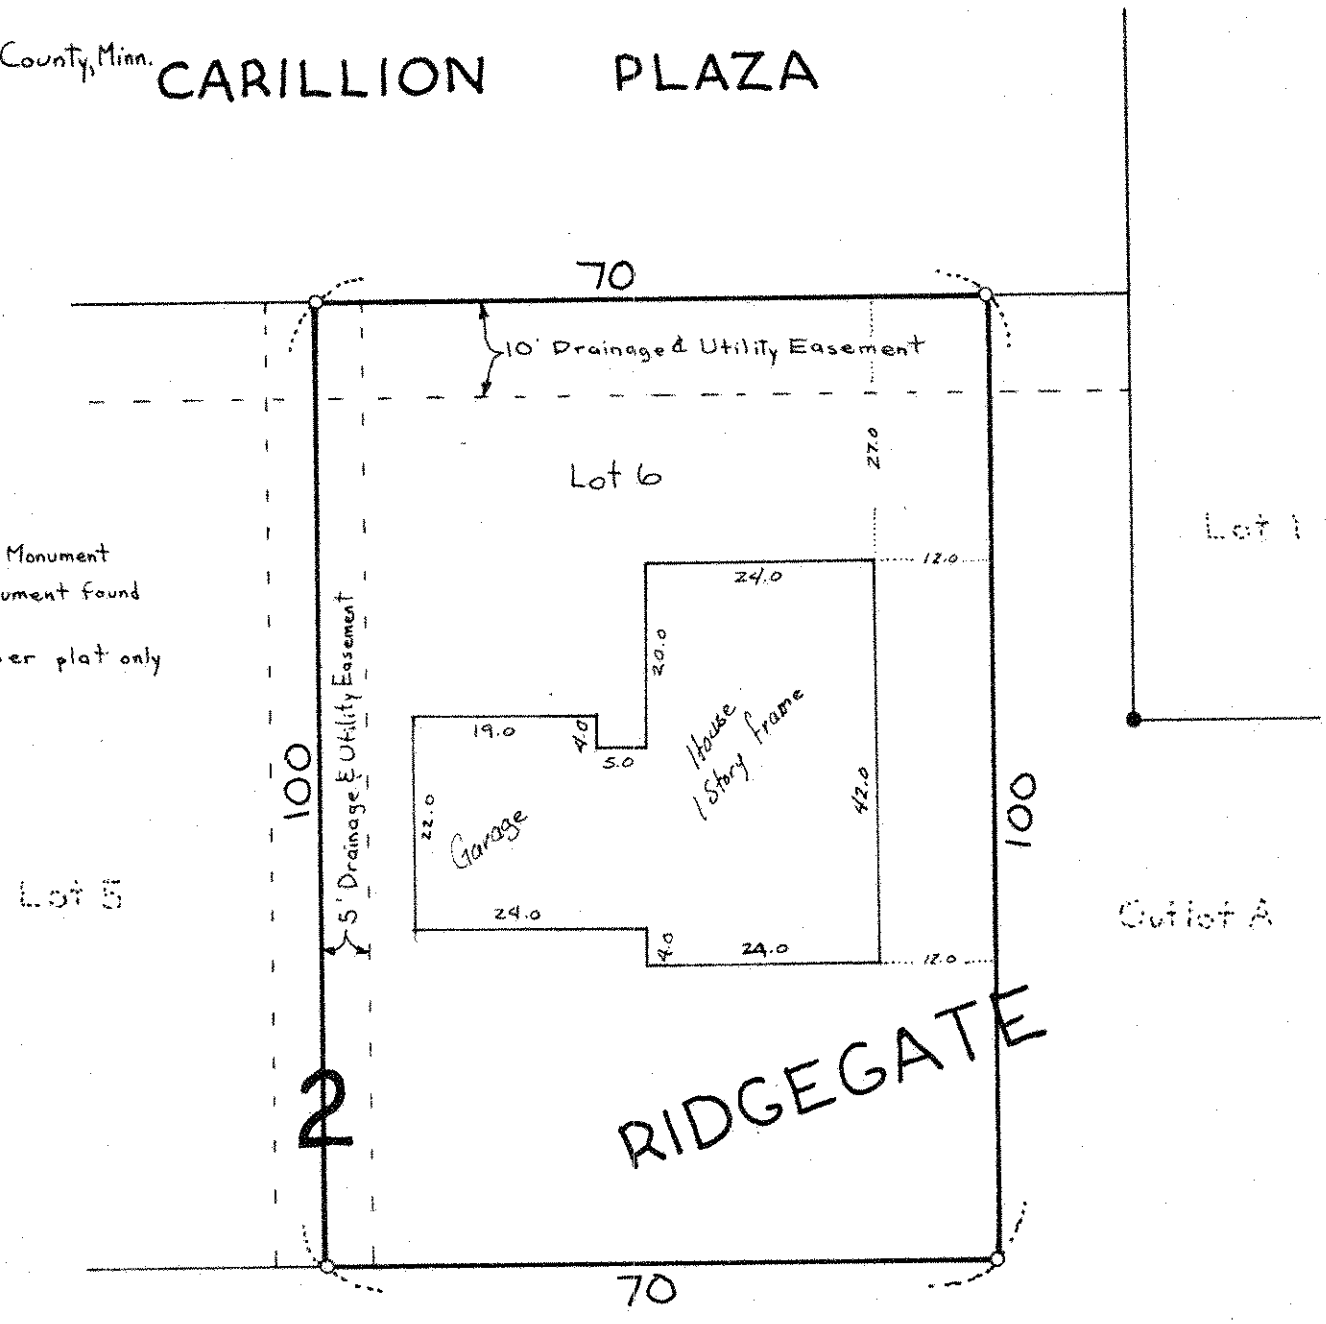 County, Minn.
CARILLION PLAZA
70
10' Drainage & Utility Easement
27.0
Lot 6
Lot 1
Monument
ument found
er plat only
12.0
24.0
20.0
5' Drainage & Utility Easement
19.0
4.0
5.0
House
1 Story Frame
42.0
100
100
22.0
Garage
Lot 5
Outlot A
24.0
4.0
24.0
12.0
RIDGEGATE
2
70